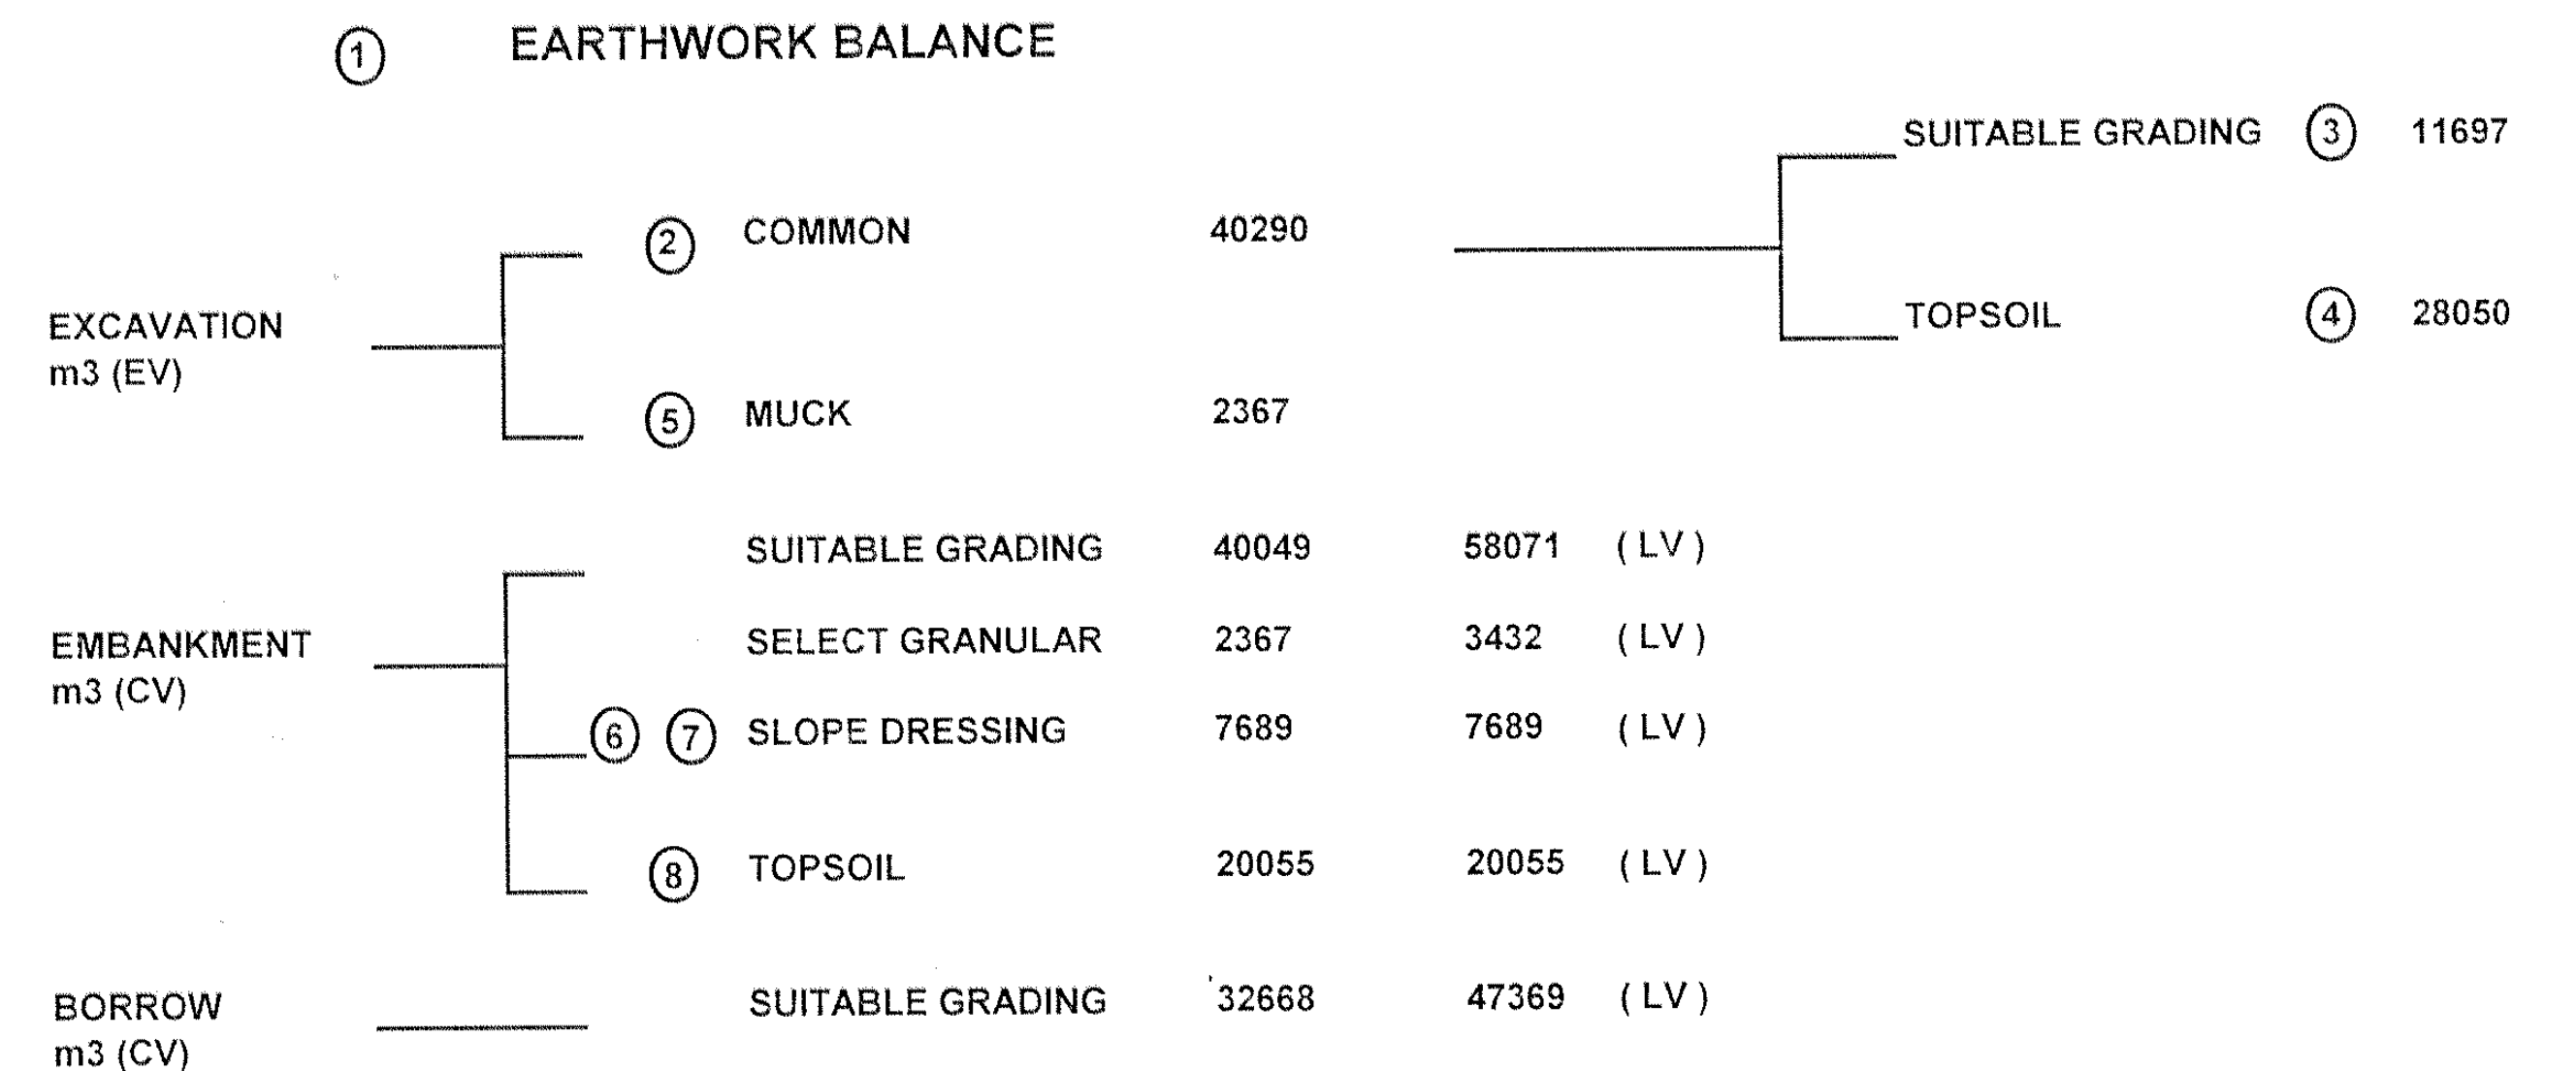 ① EARTHWORK BALANCE
SUITABLE GRADING ③ 11697
② COMMON 40290
EXCAVATION
m3 (EV)
TOPSOIL ④ 28050
⑤ MUCK 2367
SUITABLE GRADING 40049 58071 ( LV )
EMBANKMENT
m3 (CV)
SELECT GRANULAR 2367 3432 ( LV )
⑥ ⑦ SLOPE DRESSING 7689 7689 ( LV )
⑧ TOPSOIL 20055 20055 ( LV )
BORROW
m3 (CV)
SUITABLE GRADING 32668 47369 ( LV )